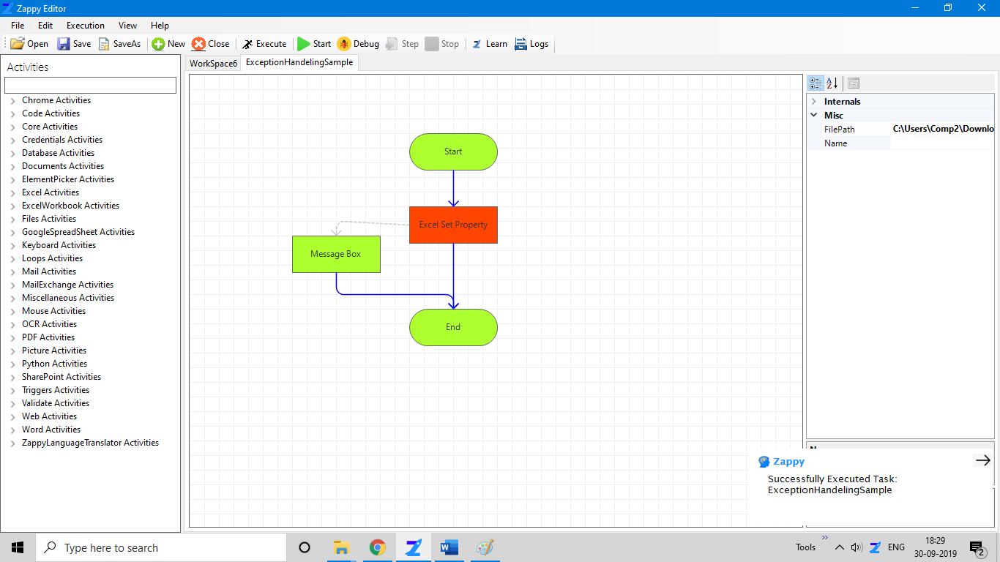 Zappy Editor
File Edit Execution View Help
Open Save SaveAs New Close Execute Start Debug Step Stop Learn Logs
Activities
Chrome Activities
Code Activities
Core Activities
Credentials Activities
Database Activities
Documents Activities
ElementPicker Activities
Excel Activities
ExcelWorkbook Activities
Files Activities
GoogleSpreadSheet Activities
Keyboard Activities
Loops Activities
Mail Activities
MailExchange Activities
Miscellaneous Activities
Mouse Activities
OCR Activities
PDF Activities
Picture Activities
Python Activities
SharePoint Activities
Triggers Activities
Validate Activities
Web Activities
Word Activities
ZappyLanguageTranslator Activities
WorkSpace6 ExceptionHandelingSample
Start
Excel Set Property
Message Box
End
Internals
Misc
FilePath C:\Users\Comp2\Downlo
Name
Zappy
Successfully Executed Task:
ExceptionHandelingSample
Type here to search
Tools
ENG
18:29
30-09-2019
2